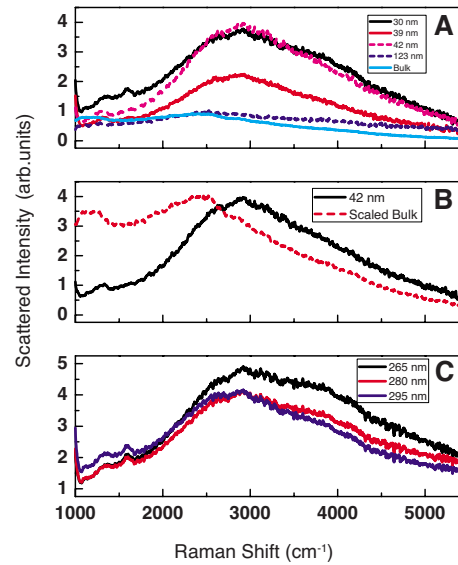 A
30 nm
39 nm
42 nm
123 nm
Bulk
4
3
2
1
0
B
42 nm
Scaled Bulk
4
3
2
1
0
C
265 nm
280 nm
295 nm
5
4
3
2
1
1000 2000 3000 4000 5000
Scattered Intensity (arb.units)
Raman Shift (cm⁻¹)